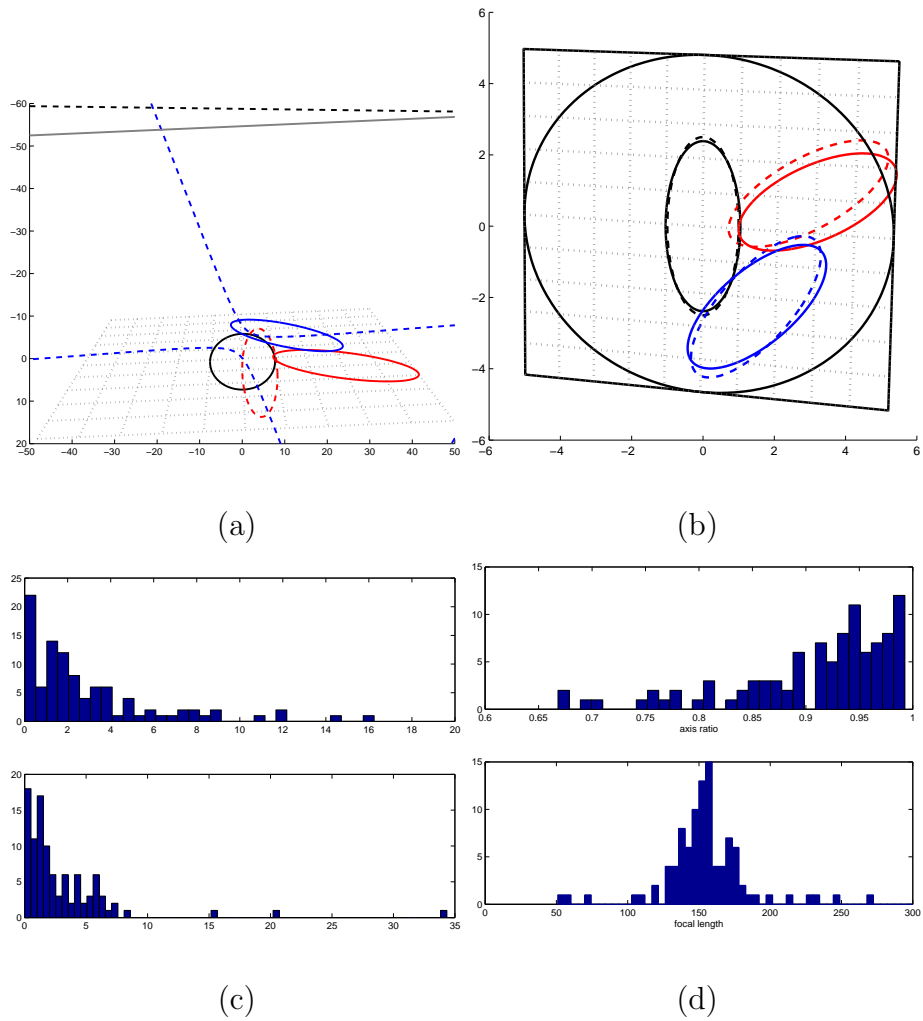 −60
−50
−40
−30
−20
−10
0
10
20
−50 −40 −30 −20 −10 0 10 20 30 40 50
(a)
6
4
2
0
−2
−4
−6
−6 −4 −2 0 2 4 6
(b)
25
20
15
10
5
0
0 2 4 6 8 10 12 14 16 18 20
20
15
10
5
0
0 5 10 15 20 25 30 35
(c)
15
10
5
0
0.6 0.65 0.7 0.75 0.8 0.85 0.9 0.95 1
axis ratio
15
10
5
0
0 50 100 150 200 250 300
focal length
(d)